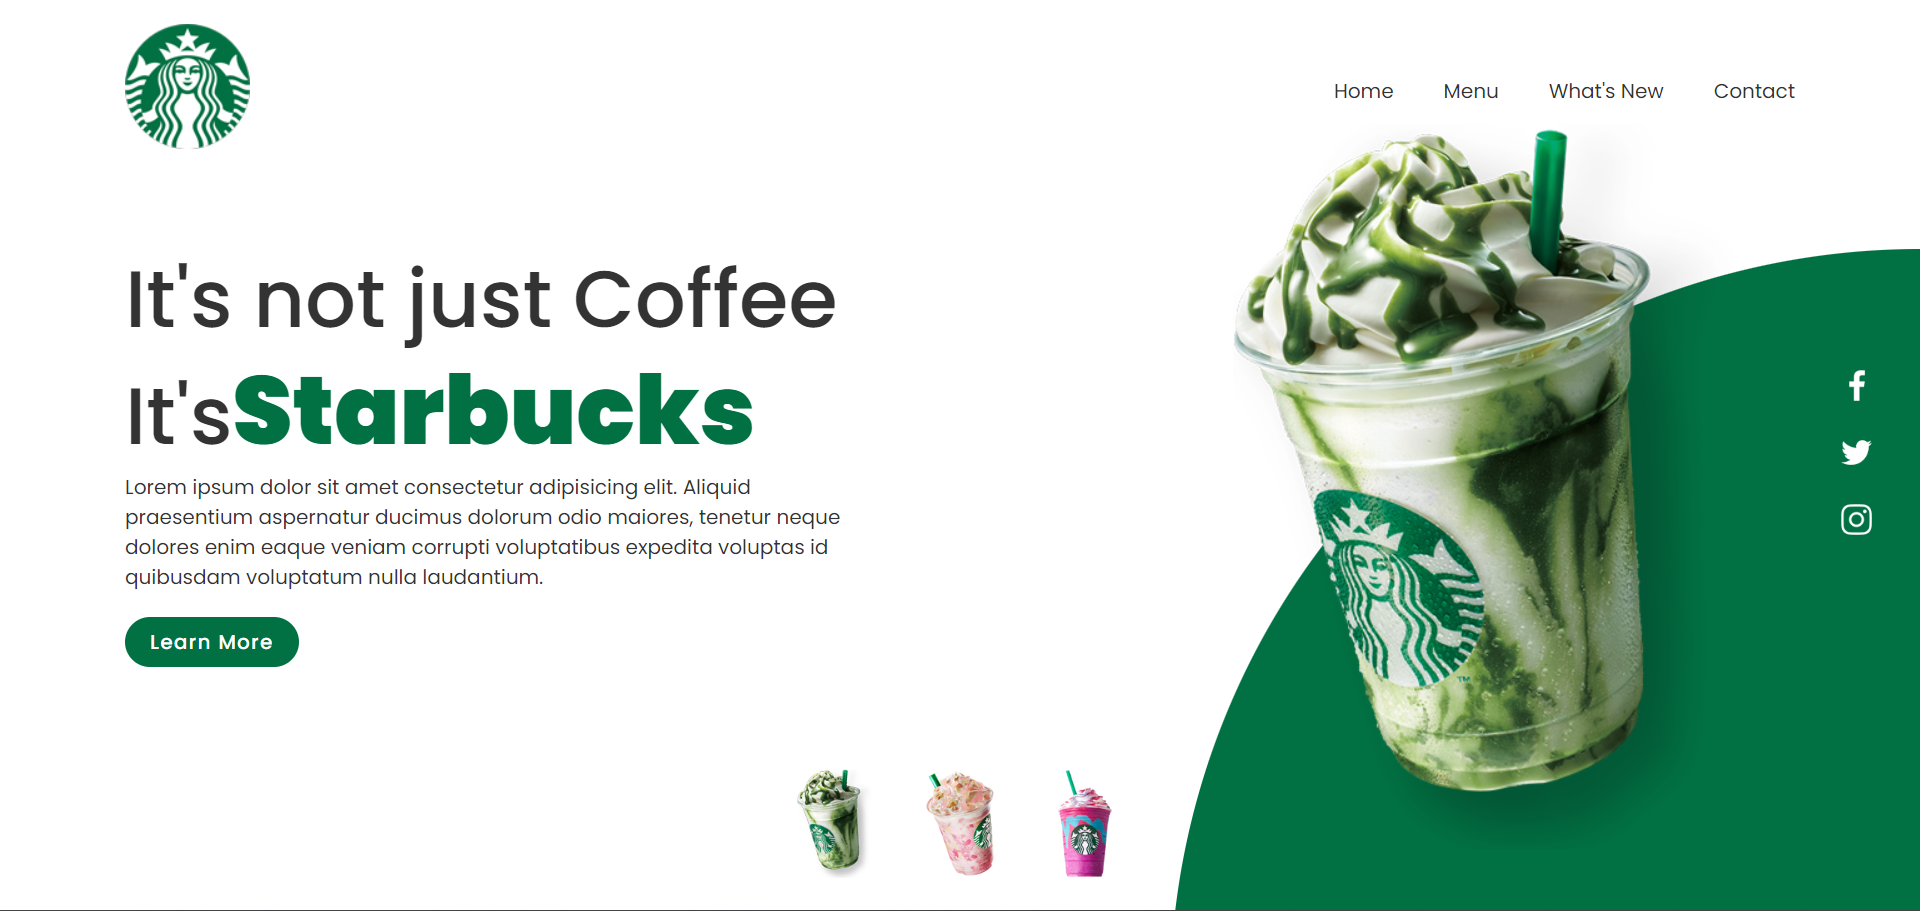 Home Menu What's New Contact
It's not just Coffee
It'sStarbucks
Lorem ipsum dolor sit amet consectetur adipisicing elit. Aliquid
praesentium aspernatur ducimus dolorum odio maiores, tenetur neque
dolores enim eaque veniam corrupti voluptatibus expedita voluptas id
quibusdam voluptatum nulla laudantium.
Learn More
TM